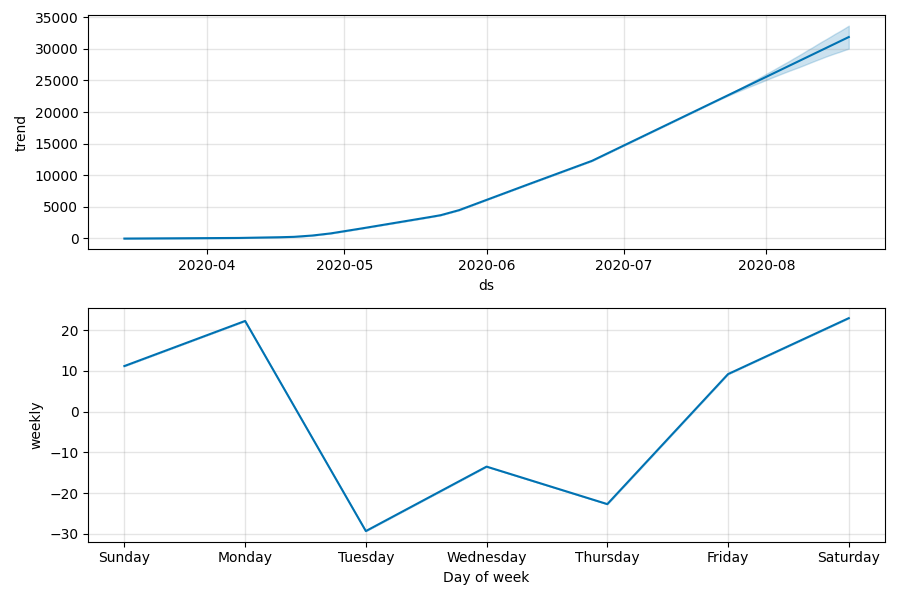 35000
30000
25000
20000
15000
10000
5000
0
trend
2020-04 2020-05 2020-06 2020-07 2020-08
ds
20
10
0
−10
−20
−30
weekly
Sunday Monday Tuesday Wednesday Thursday Friday Saturday
Day of week